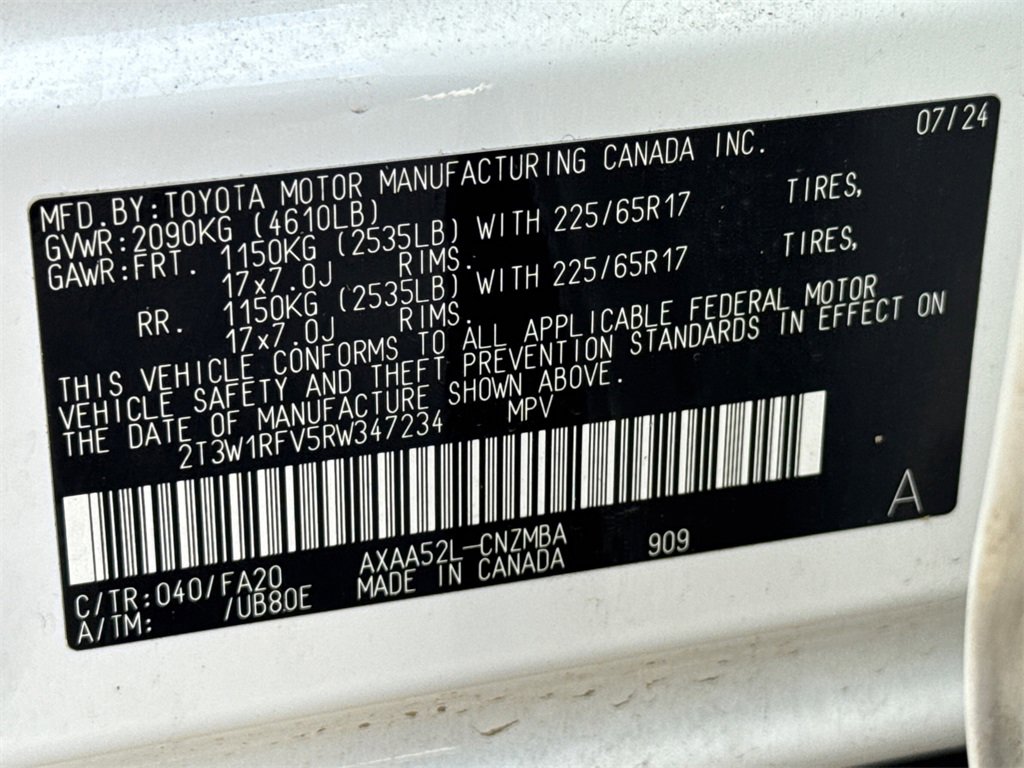 07/24
MFD.BY:TOYOTA MOTOR MANUFACTURING CANADA INC.
GVWR:2090KG (4610LB)
GAWR:FRT. 1150KG (2535LB) WITH 225/65R17 TIRES,
17x7.0J RIMS.
RR. 1150KG (2535LB) WITH 225/65R17 TIRES,
17x7.0J RIMS.
THIS VEHICLE CONFORMS TO ALL APPLICABLE FEDERAL MOTOR
VEHICLE SAFETY AND THEFT PREVENTION STANDARDS IN EFFECT ON
THE DATE OF MANUFACTURE SHOWN ABOVE.
2T3W1RFV5RW347234 MPV
C/TR:040/FA20 AXAA52L-CNZMBA 909
A/TM: /UB80E MADE IN CANADA
A